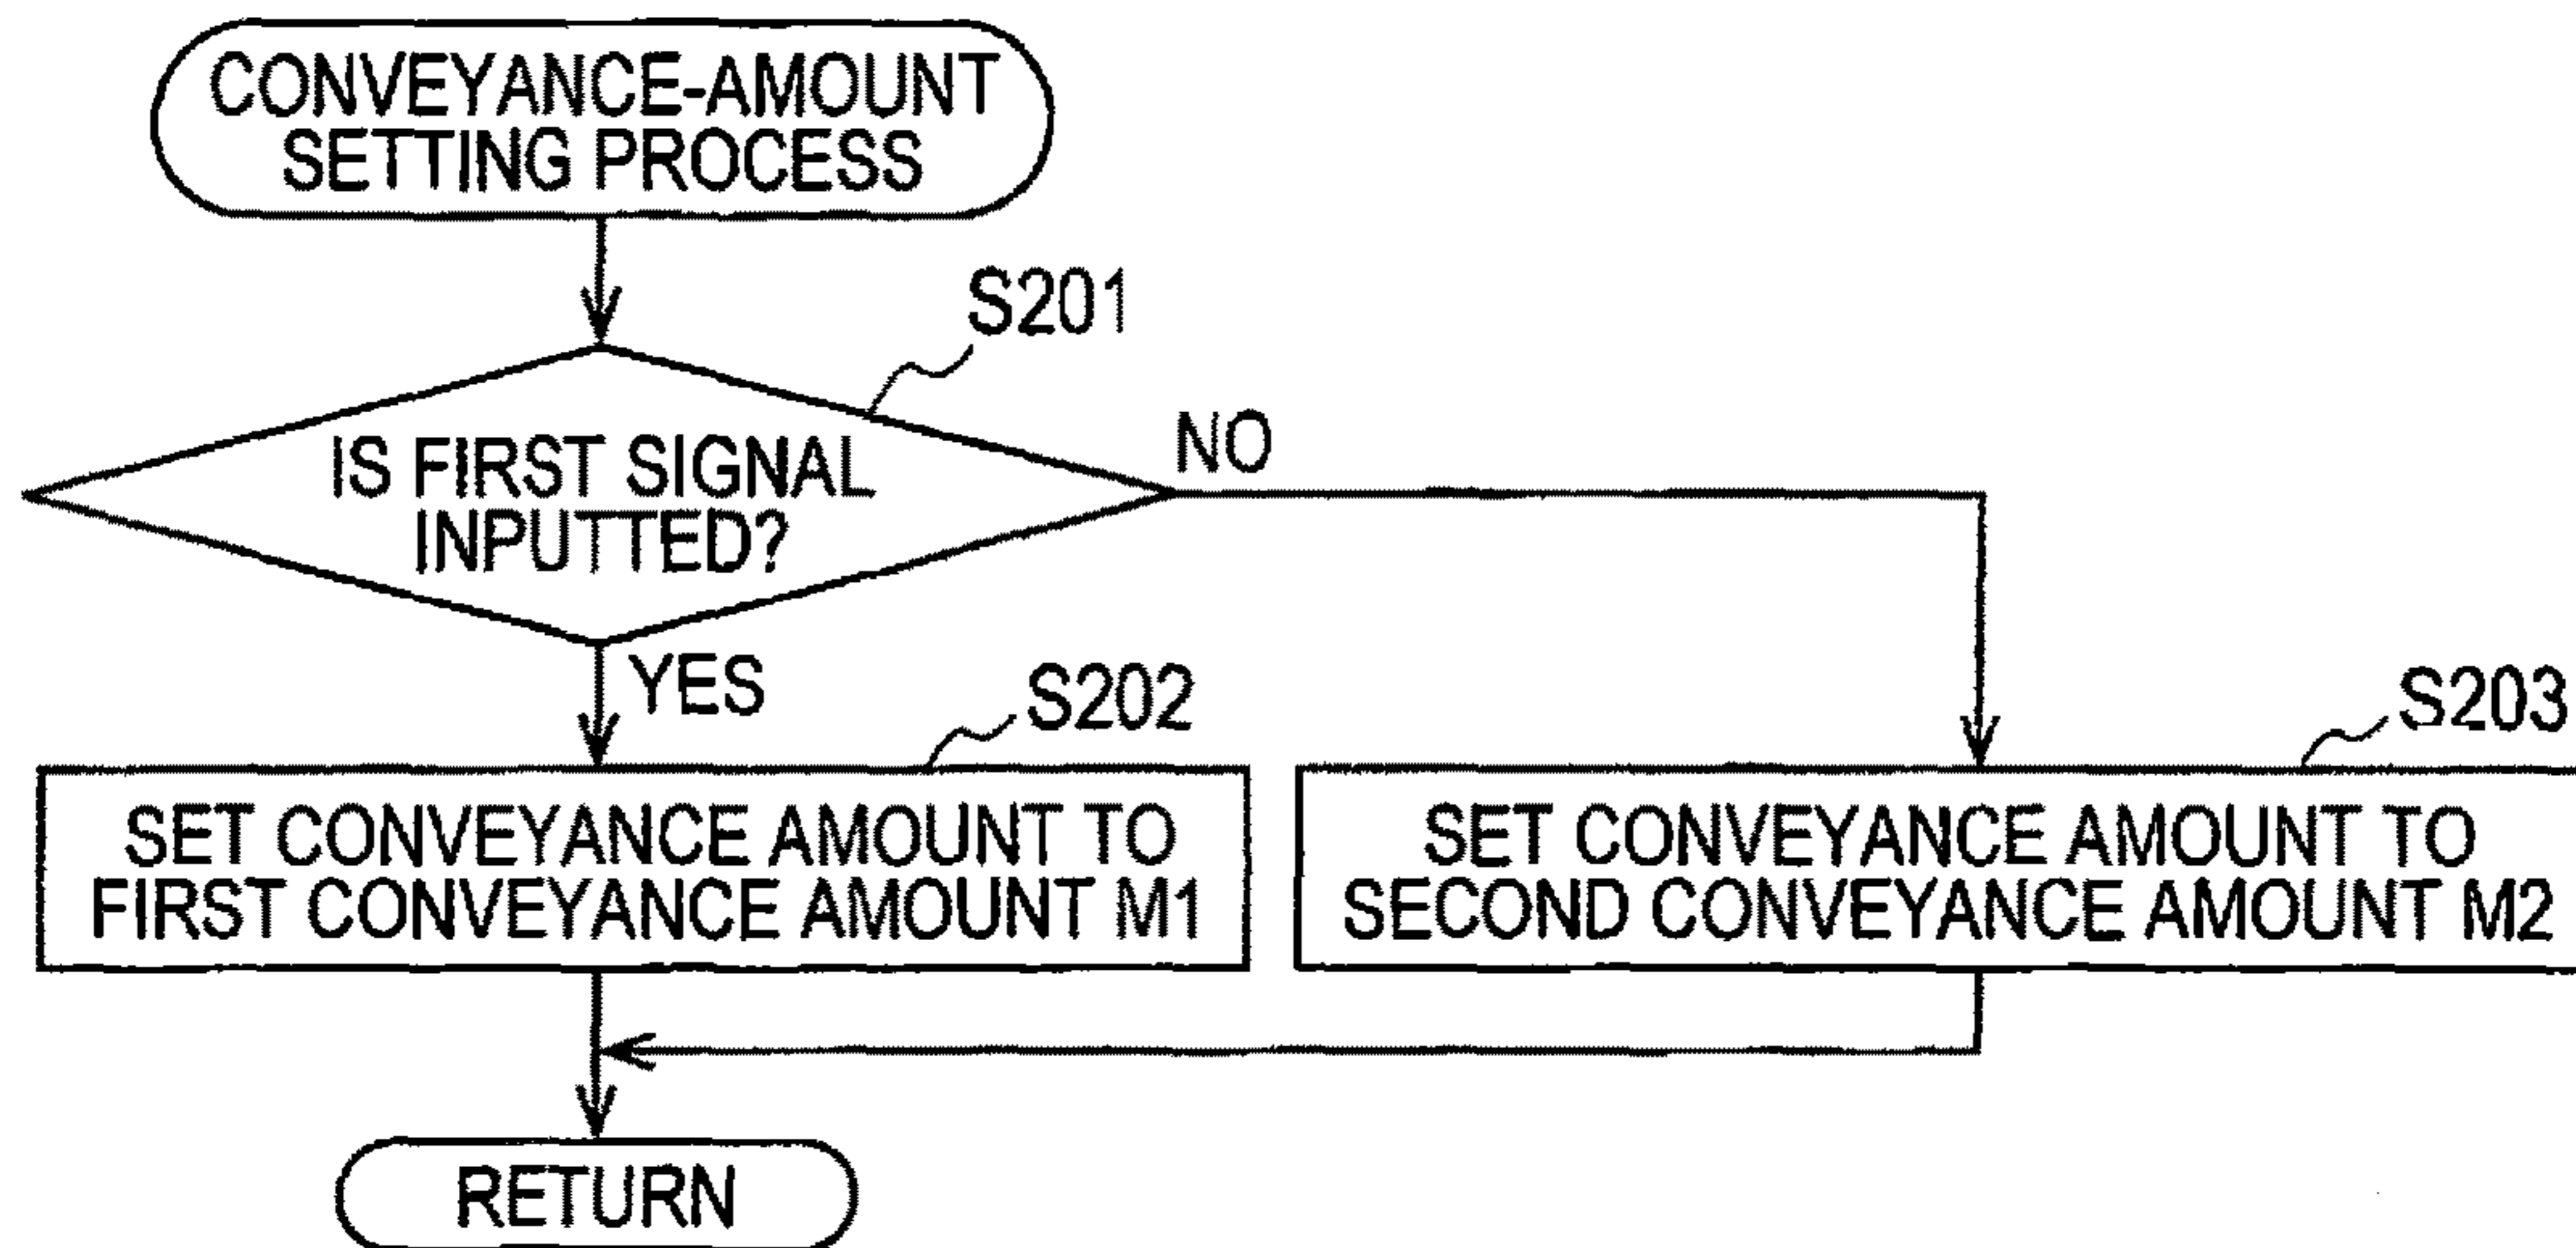 CONVEYANCE-AMOUNT
SETTING PROCESS
S201
IS FIRST SIGNAL
INPUTTED?
NO
YES
S202
SET CONVEYANCE AMOUNT TO
FIRST CONVEYANCE AMOUNT M1
S203
SET CONVEYANCE AMOUNT TO
SECOND CONVEYANCE AMOUNT M2
RETURN